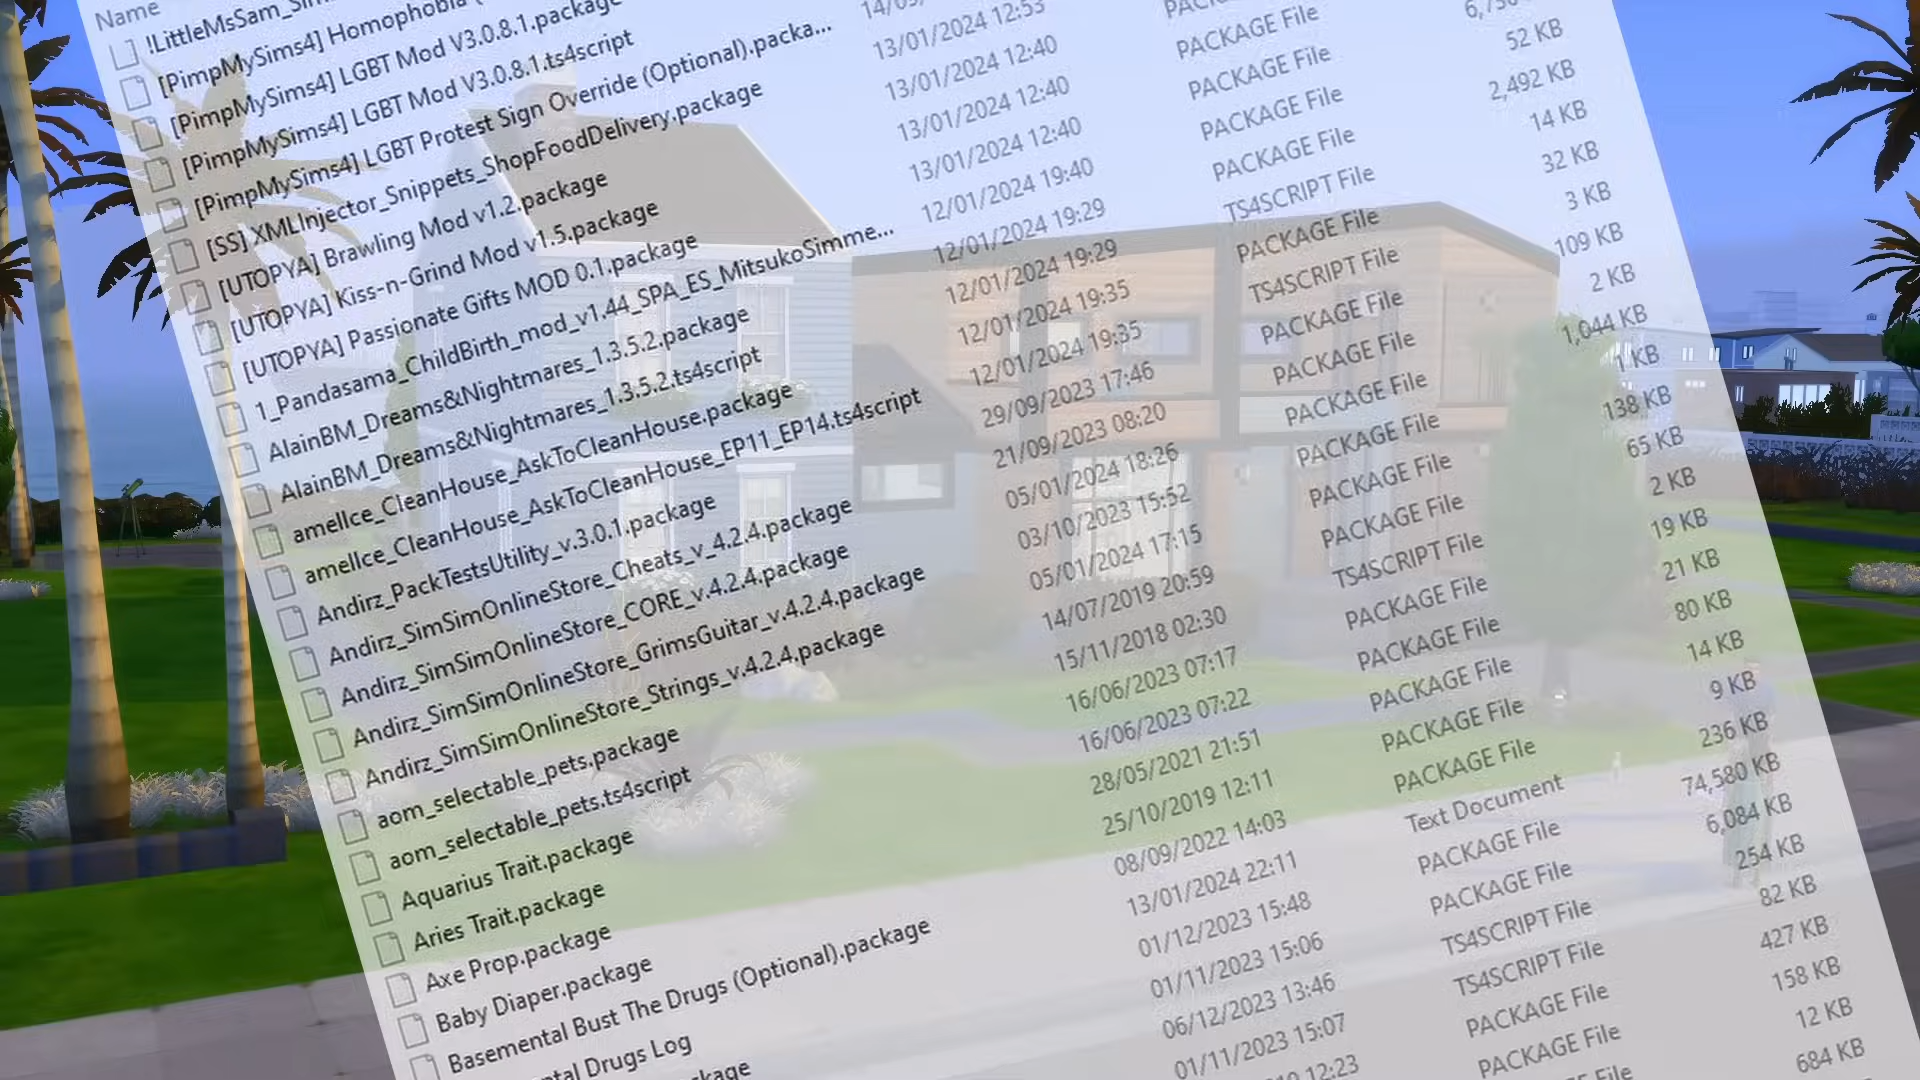 Name
!LittleMsSam_
[PimpMySims4] Homophobia
[PimpMySims4] LGBT Mod V3.0.8.1.package
[PimpMySims4] LGBT Mod V3.0.8.1.ts4script
[PimpMySims4] LGBT Protest Sign Override (Optional).packa...
[SS] XMLInjector_Snippets_ShopFoodDelivery.package 13/01/2024 12:53
[UTOPYA] Brawling Mod v1.2.package 13/01/2024 12:40
[UTOPYA] Kiss-n-Grind Mod v1.5.package 13/01/2024 12:40 PACKAGE File
[UTOPYA] Passionate Gifts MOD 0.1.package 13/01/2024 12:40 PACKAGE File
1_Pandasama_ChildBirth_mod_v1.44_SPA_ES_MitsukoSimme... 12/01/2024 19:40 PACKAGE File 52 KB
AlainBM_Dreams&Nightmares_1.3.5.2.package 12/01/2024 19:29 PACKAGE File 2,492 KB
AlainBM_Dreams&Nightmares_1.3.5.2.ts4script 12/01/2024 19:29 TS4SCRIPT File 14 KB
amelIce_CleanHouse_AskToCleanHouse.package 12/01/2024 19:35 PACKAGE File 32 KB
amelIce_CleanHouse_AskToCleanHouse_EP11_EP14.ts4script 12/01/2024 19:35 TS4SCRIPT File 3 KB
Andirz_PackTestsUtility_v.3.0.1.package 29/09/2023 17:46 PACKAGE File 109 KB
Andirz_SimSimOnlineStore_Cheats_v_4.2.4.package 21/09/2023 08:20 PACKAGE File 2 KB
Andirz_SimSimOnlineStore_CORE_v.4.2.4.package 05/01/2024 18:26 PACKAGE File 1,044 KB
Andirz_SimSimOnlineStore_GrimsGuitar_v.4.2.4.package 03/10/2023 15:52 PACKAGE File 1 KB
Andirz_SimSimOnlineStore_Strings_v.4.2.4.package 05/01/2024 17:15 PACKAGE File 138 KB
aom_selectable_pets.package 14/07/2019 20:59 PACKAGE File 65 KB
aom_selectable_pets.ts4script 15/11/2018 02:30 TS4SCRIPT File 2 KB
Aquarius Trait.package 16/06/2023 07:17 PACKAGE File 19 KB
Aries Trait.package 16/06/2023 07:22 PACKAGE File 21 KB
Axe Prop.package 28/05/2021 21:51 PACKAGE File 80 KB
Baby Diaper.package 25/10/2019 12:11 PACKAGE File 14 KB
Basemental Bust The Drugs (Optional).package 08/09/2022 14:03 PACKAGE File 9 KB
Drugs Log 13/01/2024 22:11 Text Document 236 KB
01/12/2023 15:48 PACKAGE File 74,580 KB
01/11/2023 15:06 PACKAGE File 6,084 KB
06/12/2023 13:46 TS4SCRIPT File 254 KB
01/11/2023 15:07 TS4SCRIPT File 82 KB
12:23 PACKAGE File 427 KB
PACKAGE File 158 KB
12 KB
684 KB